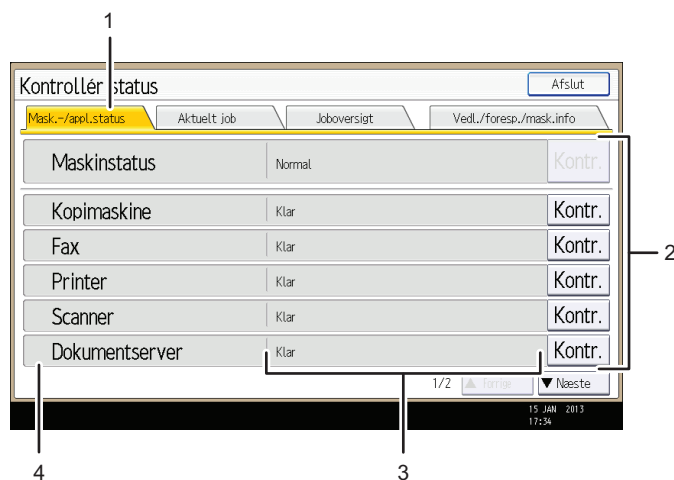 1
Kontrollér status
Afslut
Mask.-/appl.status
Aktuelt job
Joboversigt
Vedl./foresp./mask.info
Maskinstatus
Normal
Kontr.
Kopimaskine
Klar
Kontr.
Fax
Klar
Kontr.
2
Printer
Klar
Kontr.
Scanner
Klar
Kontr.
Dokumentserver
Klar
Kontr.
1/2
▲ Forrige
▼ Næste
15 JAN 2013
17:34
4
3